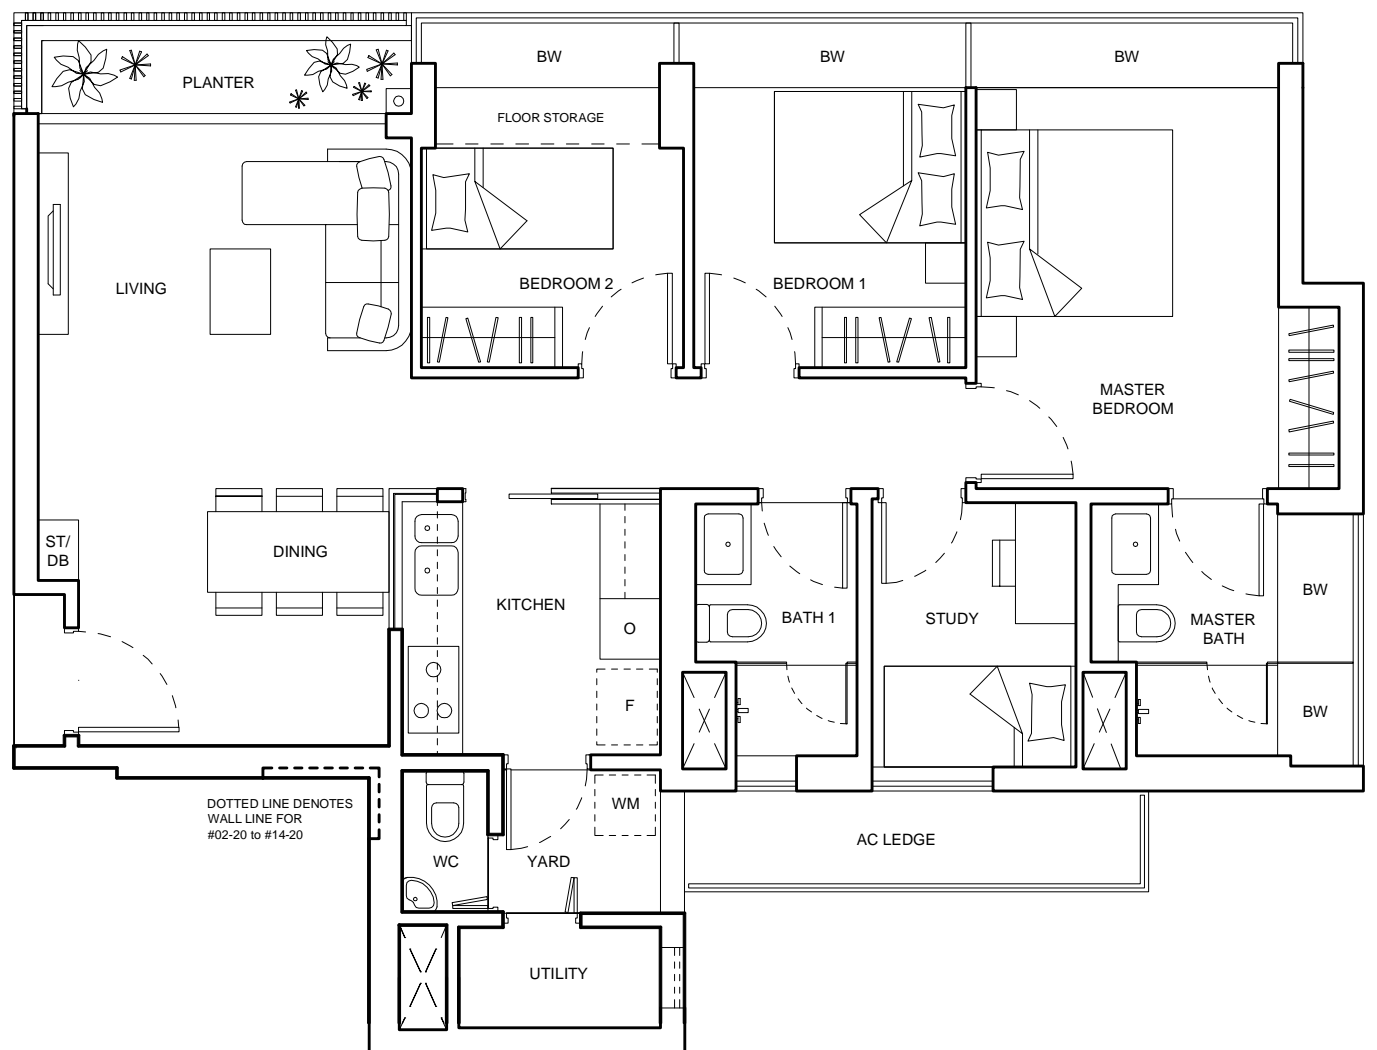 BW
BW
BW
PLANTER
FLOOR STORAGE
LIVING
BEDROOM 2
BEDROOM 1
MASTER
BEDROOM
ST/
DB
DINING
KITCHEN
O
F
BATH 1
STUDY
MASTER
BATH
BW
BW
DOTTED LINE DENOTES
WALL LINE FOR
#02-20 to #14-20
WC
YARD
WM
AC LEDGE
UTILITY